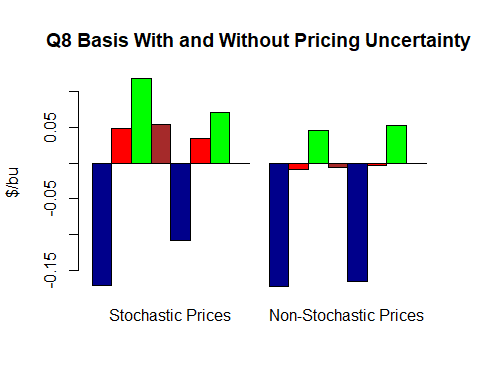 Q8 Basis With and Without Pricing Uncertainty
$/bu
0.05
-0.05
-0.15
Stochastic Prices
Non-Stochastic Prices